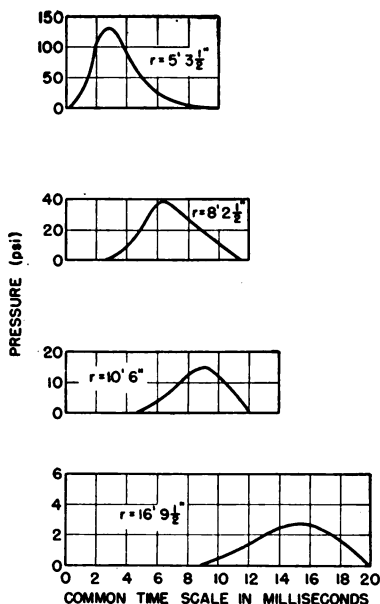 150
100
50
0
r = 5' 3 1/2"
40
20
0
r = 8' 2 1/2"
PRESSURE (psi)
20
10
0
r = 10' 6"
6
4
2
0
r = 16' 9 1/2"
0 2 4 6 8 10 12 14 16 18 20
COMMON TIME SCALE IN MILLISECONDS